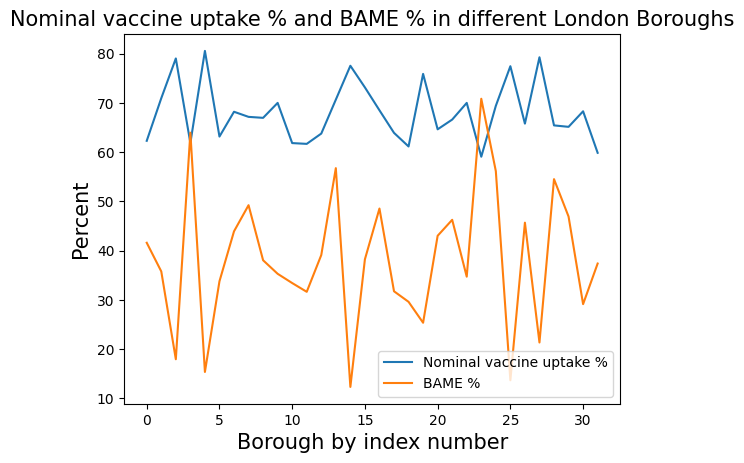 Nominal vaccine uptake % and BAME % in different London Boroughs
80
70
60
50
40
30
20
10
Percent
Nominal vaccine uptake %
BAME %
0 5 10 15 20 25 30
Borough by index number